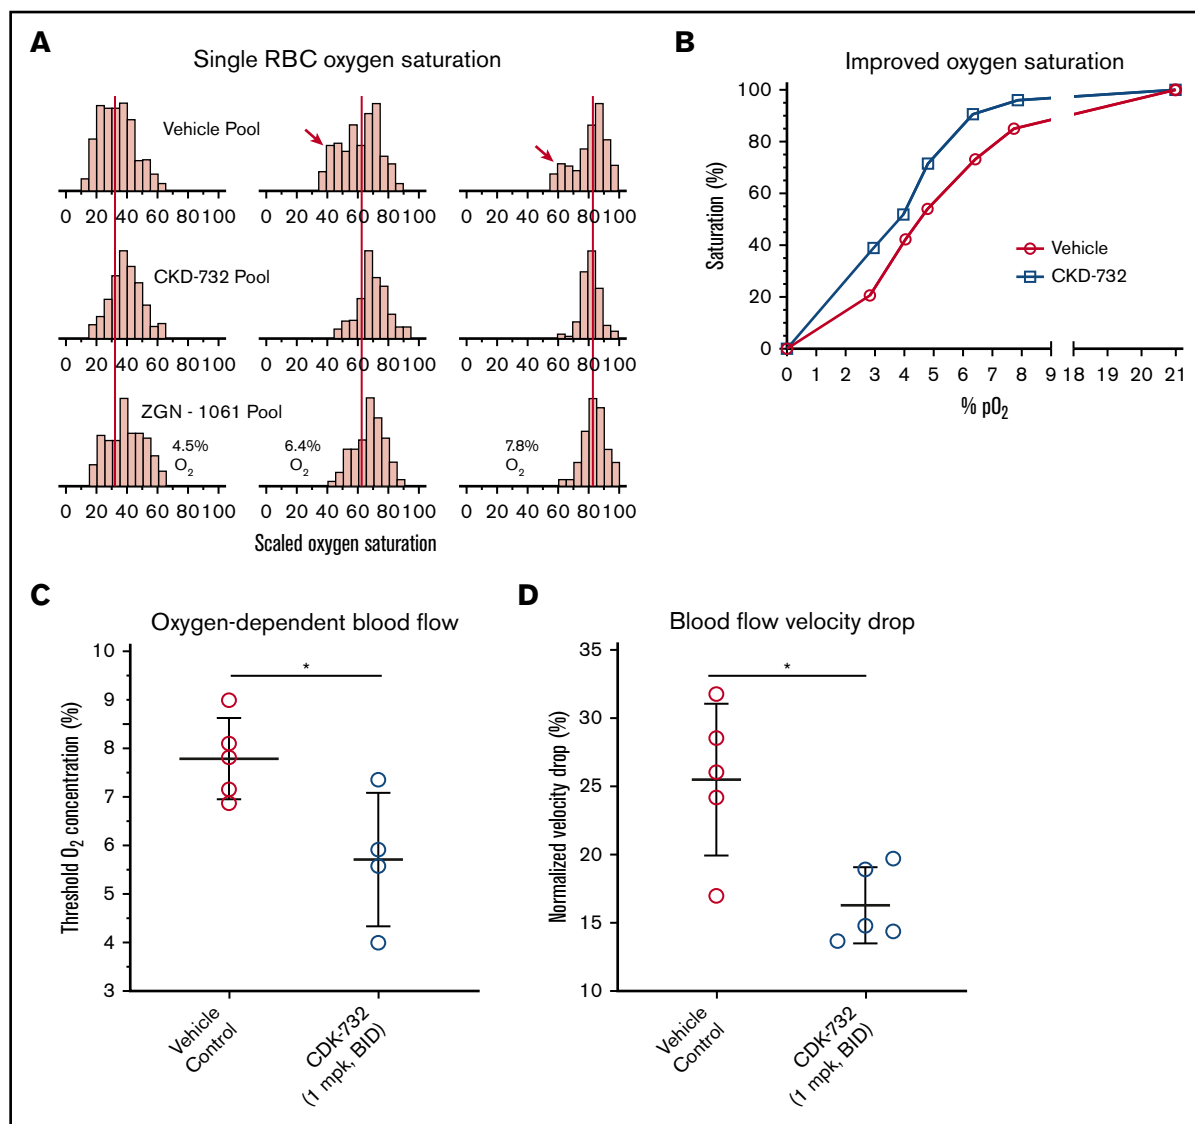 A
Single RBC oxygen saturation
Vehicle Pool
0 20 40 60 80 100
0 20 40 60 80 100
0 20 40 60 80 100
CKD-732 Pool
0 20 40 60 80 100
0 20 40 60 80 100
0 20 40 60 80 100
ZGN - 1061 Pool
4.5%
O2
6.4%
O2
7.8%
O2
0 20 40 60 80 100
0 20 40 60 80 100
0 20 40 60 80 100
Scaled oxygen saturation
B
Improved oxygen saturation
Saturation (%)
100
80
60
40
20
0
Vehicle
CKD-732
0 1 2 3 4 5 6 7 8 9 18 19 20 21
% pO2
C
Oxygen-dependent blood flow
Threshold O2 concentration (%)
10
9
8
7
6
5
4
3
*
Vehicle
Control
CDK-732
(1 mpk, BID)
D
Blood flow velocity drop
Normalized velocity drop (%)
35
30
25
20
15
10
*
Vehicle
Control
CDK-732
(1 mpk, BID)